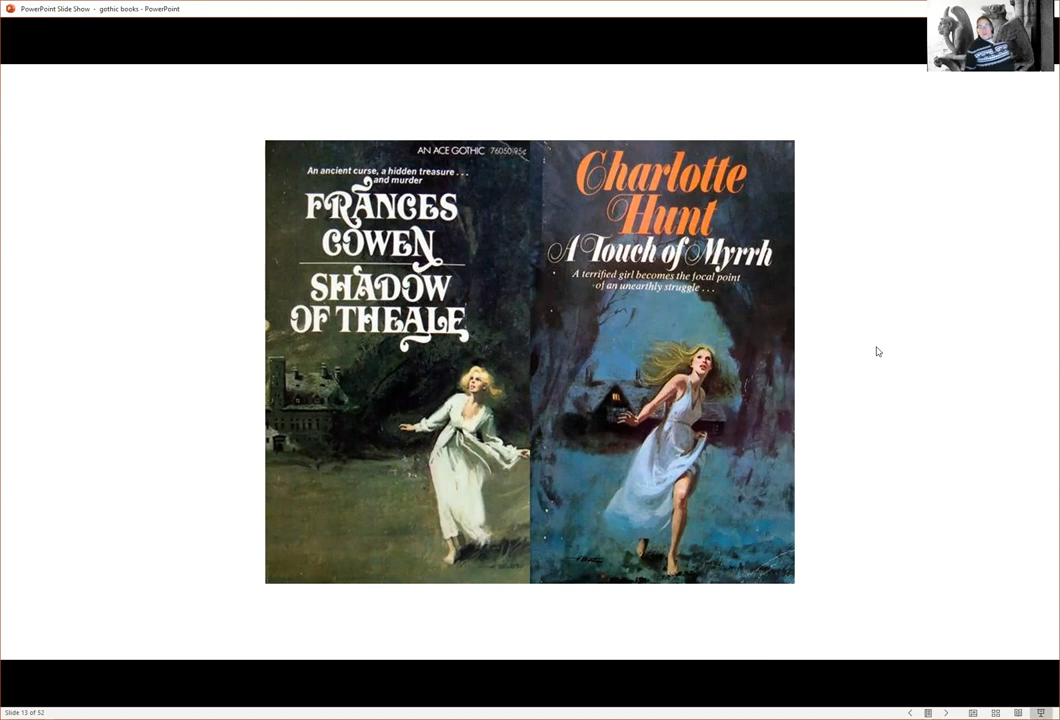 PowerPoint Slide Show - gothic books - PowerPoint
AN ACE GOTHIC 76050 95¢
An ancient curse, a hidden treasure . . .
and murder
FRANCES
COWEN
SHADOW
OF THEALE
Charlotte
Hunt
A Touch of Myrrh
A terrified girl becomes the focal point
of an unearthly struggle . . .
Slide 13 of 52